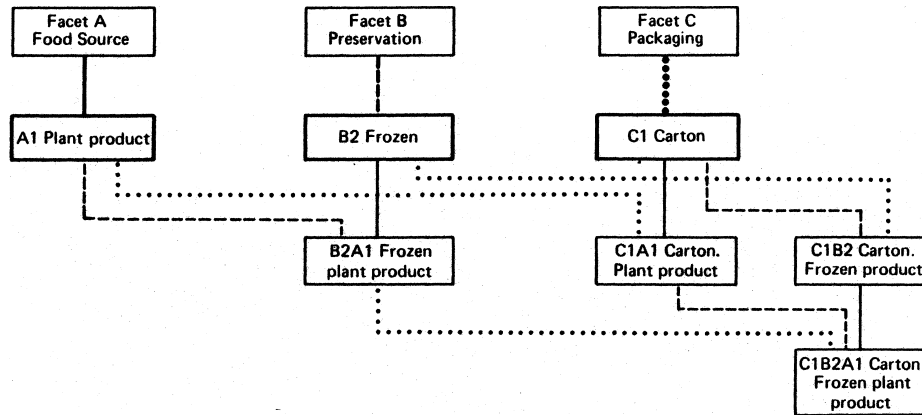 Facet A
Food Source
Facet B
Preservation
Facet C
Packaging
A1 Plant product
B2 Frozen
C1 Carton
B2A1 Frozen
plant product
C1A1 Carton.
Plant product
C1B2 Carton.
Frozen product
C1B2A1 Carton
Frozen plant
product